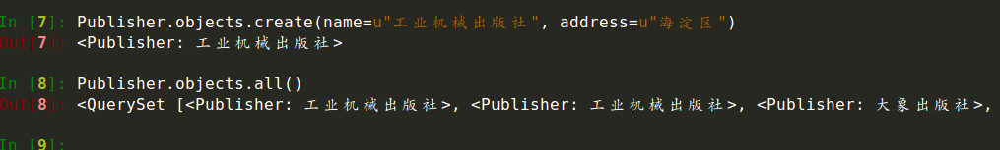 In [7]: Publisher.objects.create(name=u"工业机械出版社", address=u"海淀区")
Out[7]: <Publisher: 工业机械出版社>
In [8]: Publisher.objects.all()
Out[8]: <QuerySet [<Publisher: 工业机械出版社>, <Publisher: 工业机械出版社>, <Publisher: 大象出版社>,
In [9]: